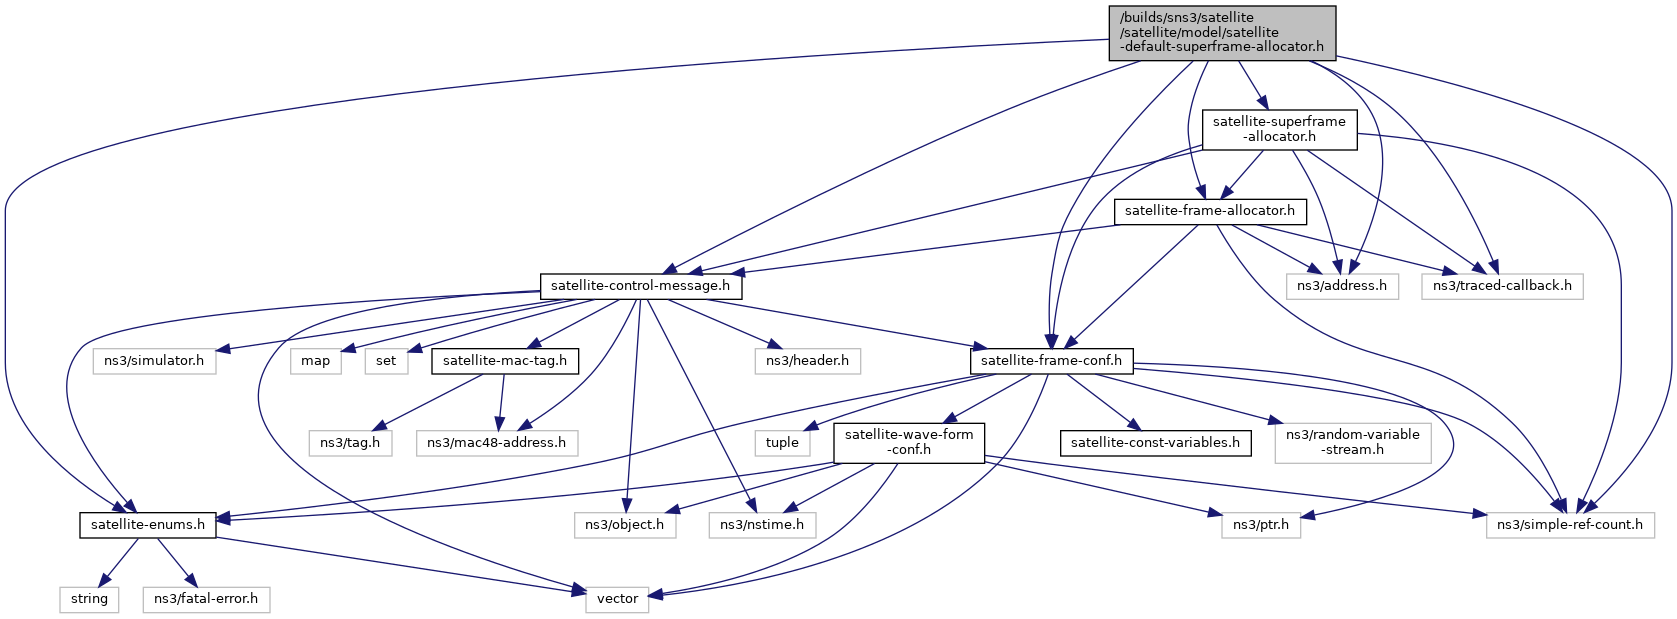 /builds/sns3/satellite
/satellite/model/satellite
-default-superframe-allocator.h
satellite-superframe
-allocator.h
satellite-frame-allocator.h
satellite-control-message.h
ns3/address.h
ns3/traced-callback.h
ns3/simulator.h
map
set
satellite-mac-tag.h
ns3/header.h
satellite-frame-conf.h
ns3/tag.h
ns3/mac48-address.h
tuple
satellite-wave-form
-conf.h
satellite-const-variables.h
ns3/random-variable
-stream.h
satellite-enums.h
ns3/object.h
ns3/nstime.h
ns3/ptr.h
ns3/simple-ref-count.h
string
ns3/fatal-error.h
vector